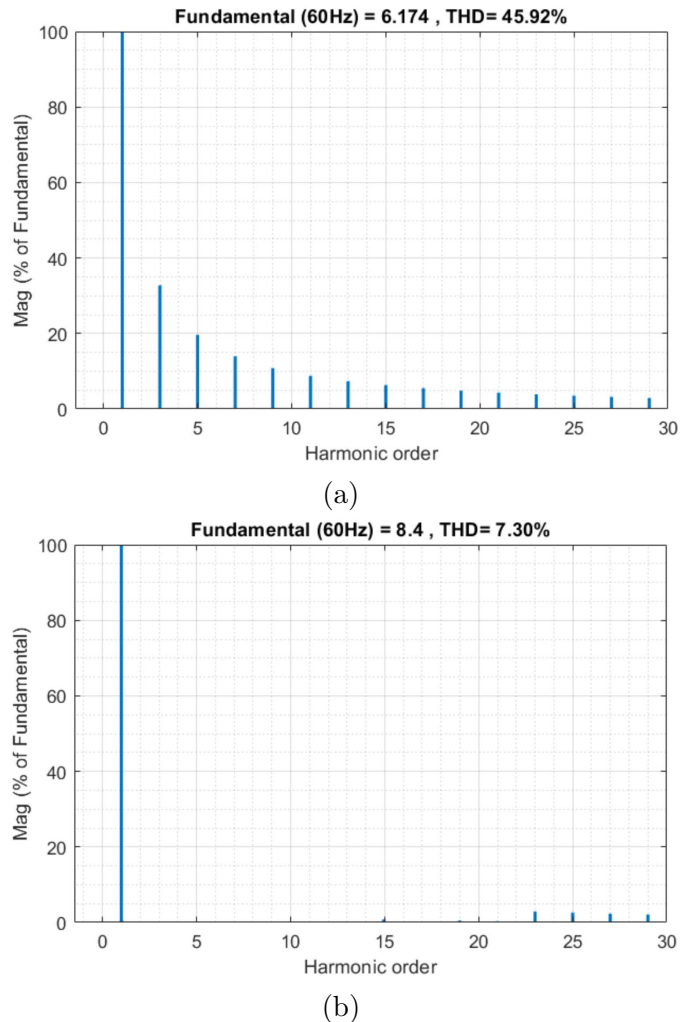 Fundamental (60Hz) = 6.174 , THD= 45.92%
100
80
60
40
20
0
Mag (% of Fundamental)
0 5 10 15 20 25 30
Harmonic order
(a)
Fundamental (60Hz) = 8.4 , THD= 7.30%
100
80
60
40
20
0
Mag (% of Fundamental)
0 5 10 15 20 25 30
Harmonic order
(b)